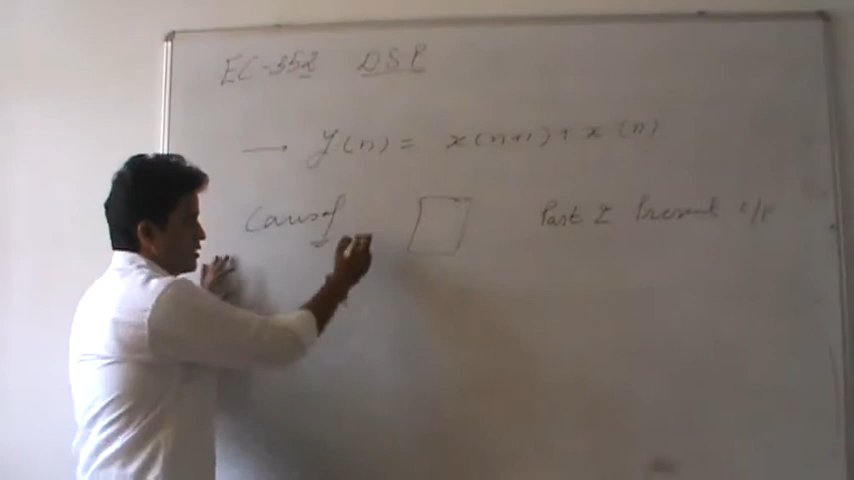 EC-352 DSP
→ y(n) = x(n+1) + x(n)
Causal Past & Present i/p